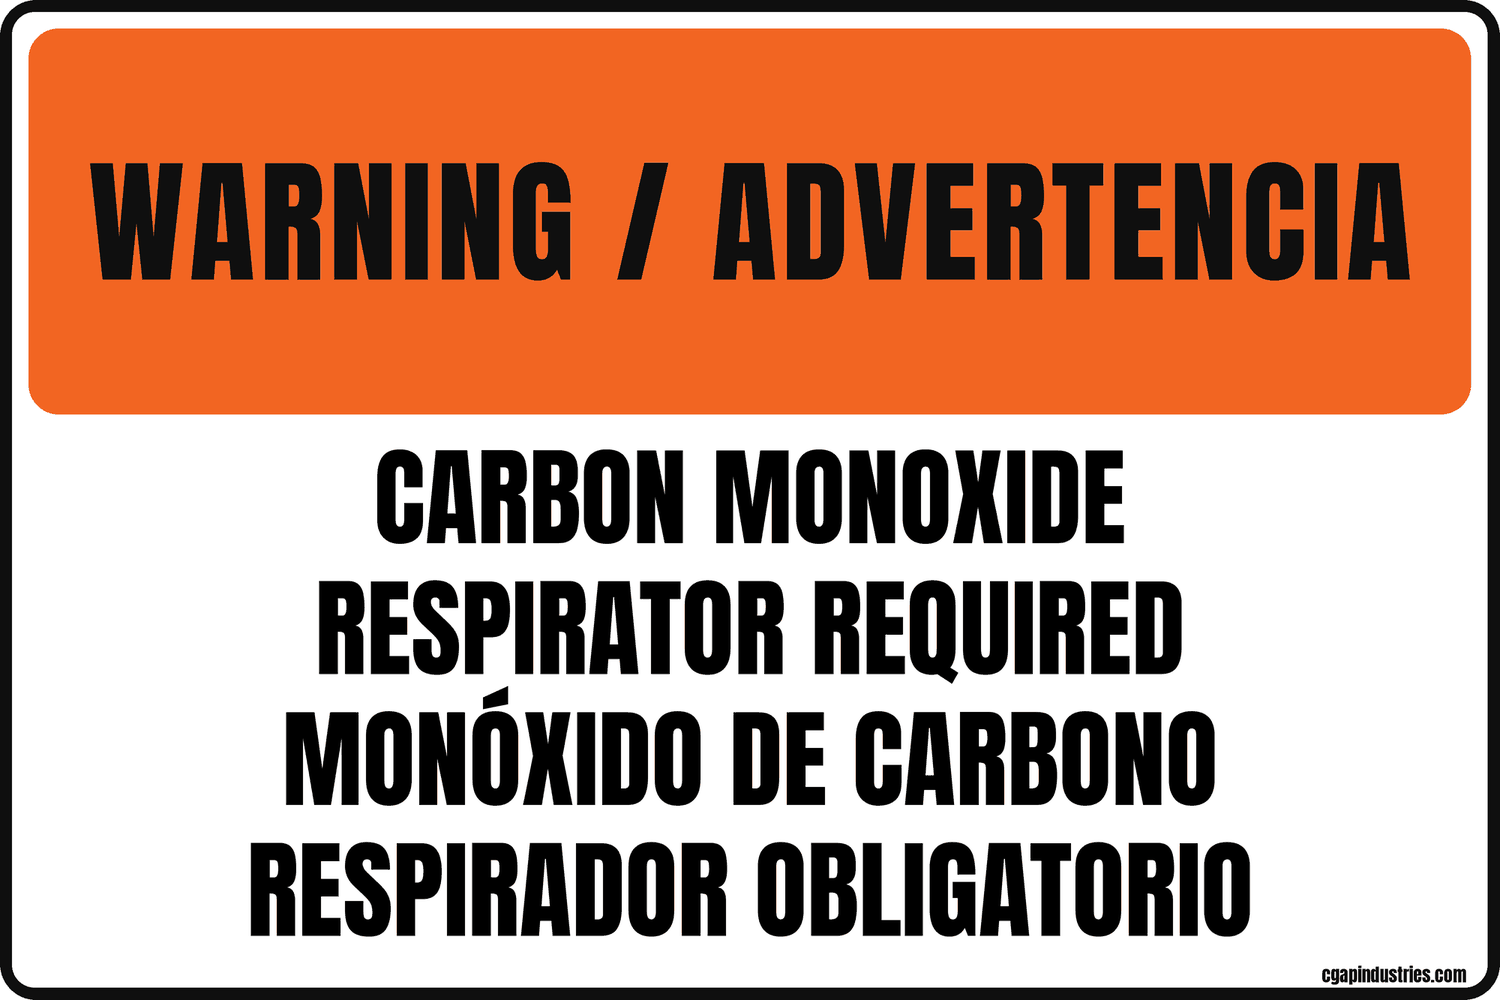 WARNING / ADVERTENCIA
CARBON MONOXIDE
RESPIRATOR REQUIRED
MONÓXIDO DE CARBONO
RESPIRADOR OBLIGATORIO
cgapindustries.com